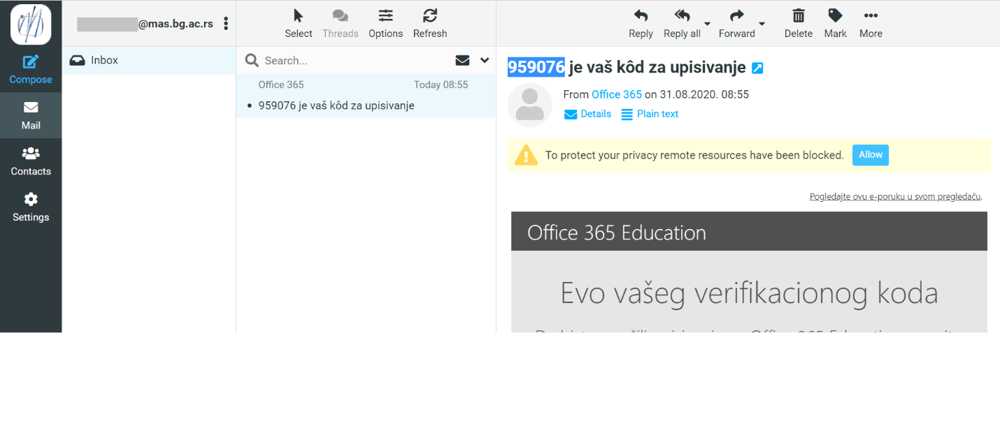 @mas.bg.ac.rs
Compose
Mail
Contacts
Settings
Inbox
Select Threads Options Refresh
Search...
Office 365 Today 08:55
959076 je vaš kôd za upisivanje
Reply Reply all Forward Delete Mark More
959076 je vaš kôd za upisivanje
From Office 365 on 31.08.2020. 08:55
Details Plain text
To protect your privacy remote resources have been blocked. Allow
Pogledajte ovu e-poruku u svom pregledaču.
Office 365 Education
Evo vašeg verifikacionog koda